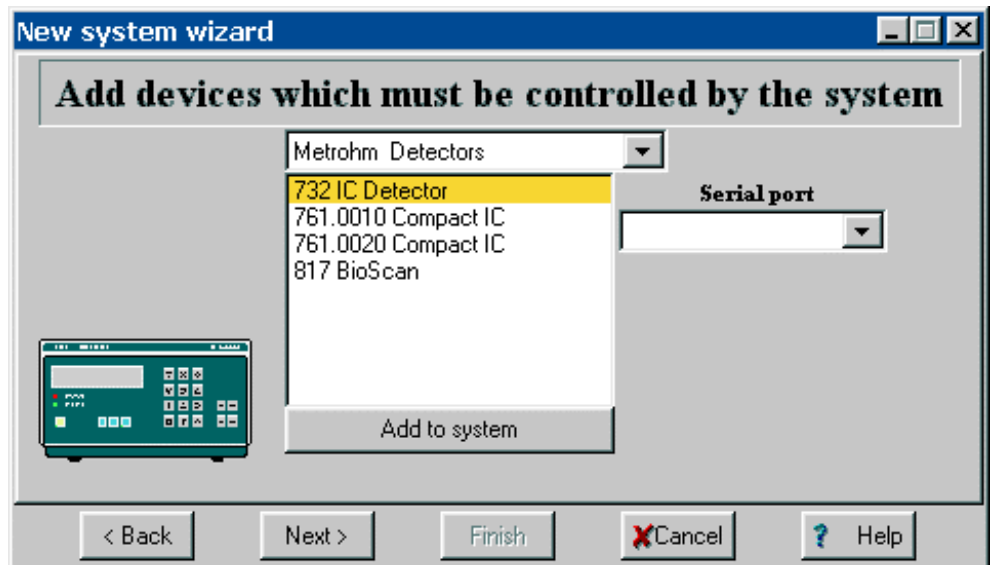 New system wizard
Add devices which must be controlled by the system
Metrohm Detectors
732 IC Detector
Serial port
761.0010 Compact IC
761.0020 Compact IC
817 BioScan
Add to system
< Back
Next >
Finish
Cancel
? Help